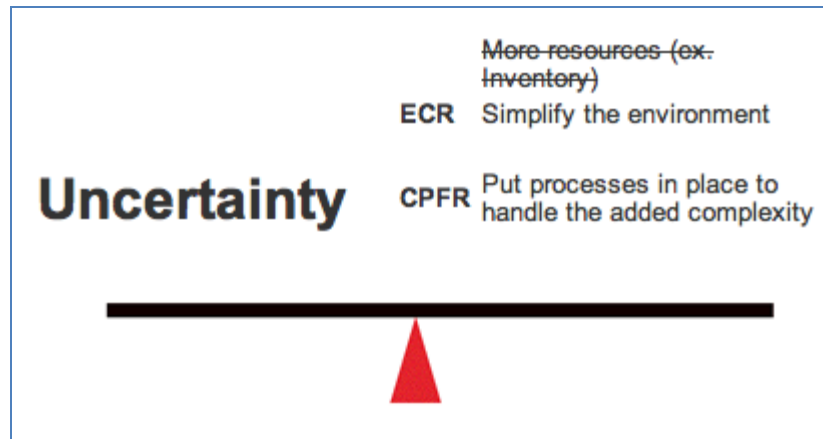 More resources (ex.
Inventory)
ECR Simplify the environment
Uncertainty
CPFR Put processes in place to
handle the added complexity